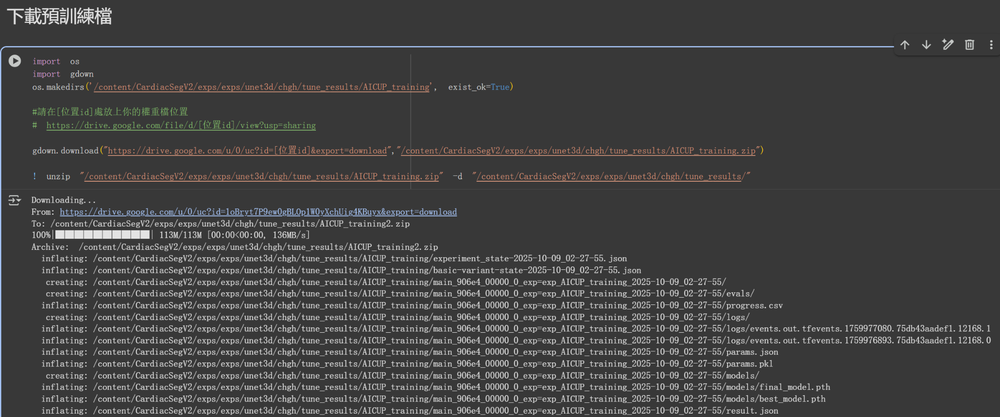 下載預訓練檔
import os
import gdown
os.makedirs('/content/CardiacSegV2/exps/exps/unet3d/chgh/tune_results/AICUP_training', exist_ok=True)
#請在[位置id]處放上你的權重檔位置
# https://drive.google.com/file/d/[位置id]/view?usp=sharing
gdown.download("https://drive.google.com/u/0/uc?id=[位置id]&export=download","/content/CardiacSegV2/exps/exps/unet3d/chgh/tune_results/AICUP_training.zip")
! unzip "/content/CardiacSegV2/exps/exps/unet3d/chgh/tune_results/AICUP_training.zip" -d "/content/CardiacSegV2/exps/exps/unet3d/chgh/tune_results/"
Downloading...
From: https://drive.google.com/u/0/uc?id=1oBryt7P9ew0gBLOp1W0yXchUig4KBuyx&export=download
To: /content/CardiacSegV2/exps/exps/unet3d/chgh/tune_results/AICUP_training2.zip
100%|██████████| 113M/113M [00:00<00:00, 136MB/s]
Archive: /content/CardiacSegV2/exps/exps/unet3d/chgh/tune_results/AICUP_training2.zip
inflating: /content/CardiacSegV2/exps/exps/unet3d/chgh/tune_results/AICUP_training/experiment_state-2025-10-09_02-27-55.json
inflating: /content/CardiacSegV2/exps/exps/unet3d/chgh/tune_results/AICUP_training/basic-variant-state-2025-10-09_02-27-55.json
creating: /content/CardiacSegV2/exps/exps/unet3d/chgh/tune_results/AICUP_training/main_906e4_00000_0_exp=exp_AICUP_training_2025-10-09_02-27-55/
creating: /content/CardiacSegV2/exps/exps/unet3d/chgh/tune_results/AICUP_training/main_906e4_00000_0_exp=exp_AICUP_training_2025-10-09_02-27-55/evals/
inflating: /content/CardiacSegV2/exps/exps/unet3d/chgh/tune_results/AICUP_training/main_906e4_00000_0_exp=exp_AICUP_training_2025-10-09_02-27-55/progress.csv
creating: /content/CardiacSegV2/exps/exps/unet3d/chgh/tune_results/AICUP_training/main_906e4_00000_0_exp=exp_AICUP_training_2025-10-09_02-27-55/logs/
inflating: /content/CardiacSegV2/exps/exps/unet3d/chgh/tune_results/AICUP_training/main_906e4_00000_0_exp=exp_AICUP_training_2025-10-09_02-27-55/logs/events.out.tfevents.1759977080.75db43aadef1.12168.1
inflating: /content/CardiacSegV2/exps/exps/unet3d/chgh/tune_results/AICUP_training/main_906e4_00000_0_exp=exp_AICUP_training_2025-10-09_02-27-55/logs/events.out.tfevents.1759976893.75db43aadef1.12168.0
inflating: /content/CardiacSegV2/exps/exps/unet3d/chgh/tune_results/AICUP_training/main_906e4_00000_0_exp=exp_AICUP_training_2025-10-09_02-27-55/params.json
inflating: /content/CardiacSegV2/exps/exps/unet3d/chgh/tune_results/AICUP_training/main_906e4_00000_0_exp=exp_AICUP_training_2025-10-09_02-27-55/params.pkl
creating: /content/CardiacSegV2/exps/exps/unet3d/chgh/tune_results/AICUP_training/main_906e4_00000_0_exp=exp_AICUP_training_2025-10-09_02-27-55/models/
inflating: /content/CardiacSegV2/exps/exps/unet3d/chgh/tune_results/AICUP_training/main_906e4_00000_0_exp=exp_AICUP_training_2025-10-09_02-27-55/models/final_model.pth
inflating: /content/CardiacSegV2/exps/exps/unet3d/chgh/tune_results/AICUP_training/main_906e4_00000_0_exp=exp_AICUP_training_2025-10-09_02-27-55/models/best_model.pth
inflating: /content/CardiacSegV2/exps/exps/unet3d/chgh/tune_results/AICUP_training/main_906e4_00000_0_exp=exp_AICUP_training_2025-10-09_02-27-55/result.json